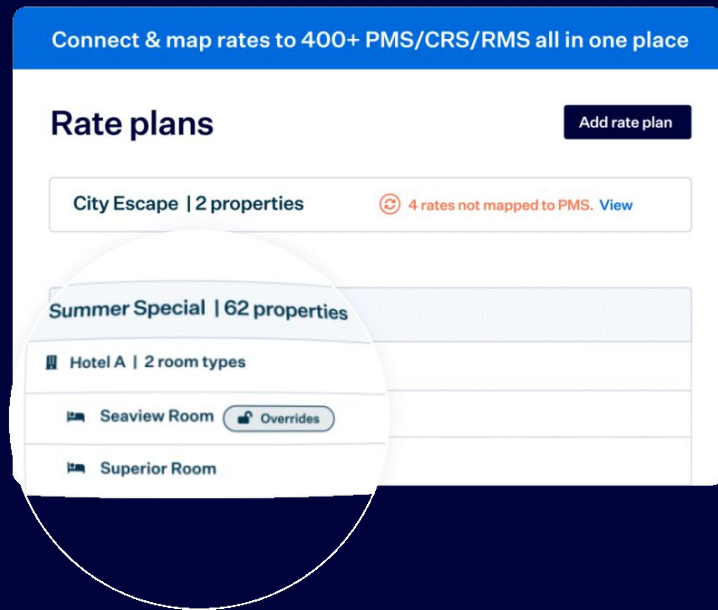 Connect & map rates to 400+ PMS/CRS/RMS all in one place
Rate plans
Add rate plan
City Escape | 2 properties
4 rates not mapped to PMS. View
Summer Special | 62 properties
Hotel A | 2 room types
Seaview Room
Overrides
Superior Room